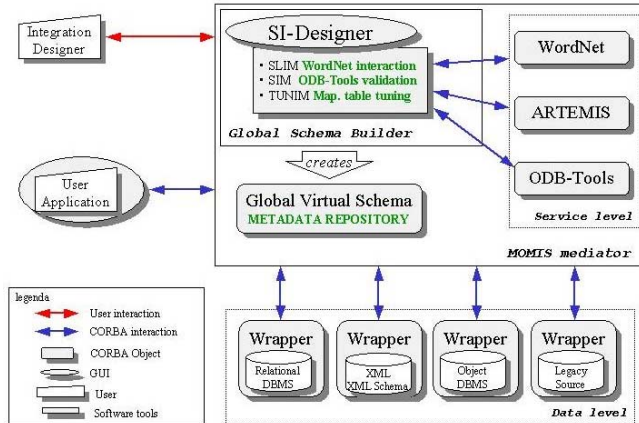 Integration
Designer
SI-Designer
• SLIM WordNet interaction
• SIM ODB-Tools validation
• TUNIM Map. table tuning
Global Schema Builder
WordNet
ARTEMIS
ODB-Tools
Service level
creates
User
Application
Global Virtual Schema
METADATA REPOSITORY
MOMIS mediator
legenda
User interaction
CORBA interaction
CORBA Object
GUI
User
Software tools
Wrapper
Relational
DBMS
Wrapper
XML
XML Schema
Wrapper
Object
DBMS
Wrapper
Legacy
Source
Data level